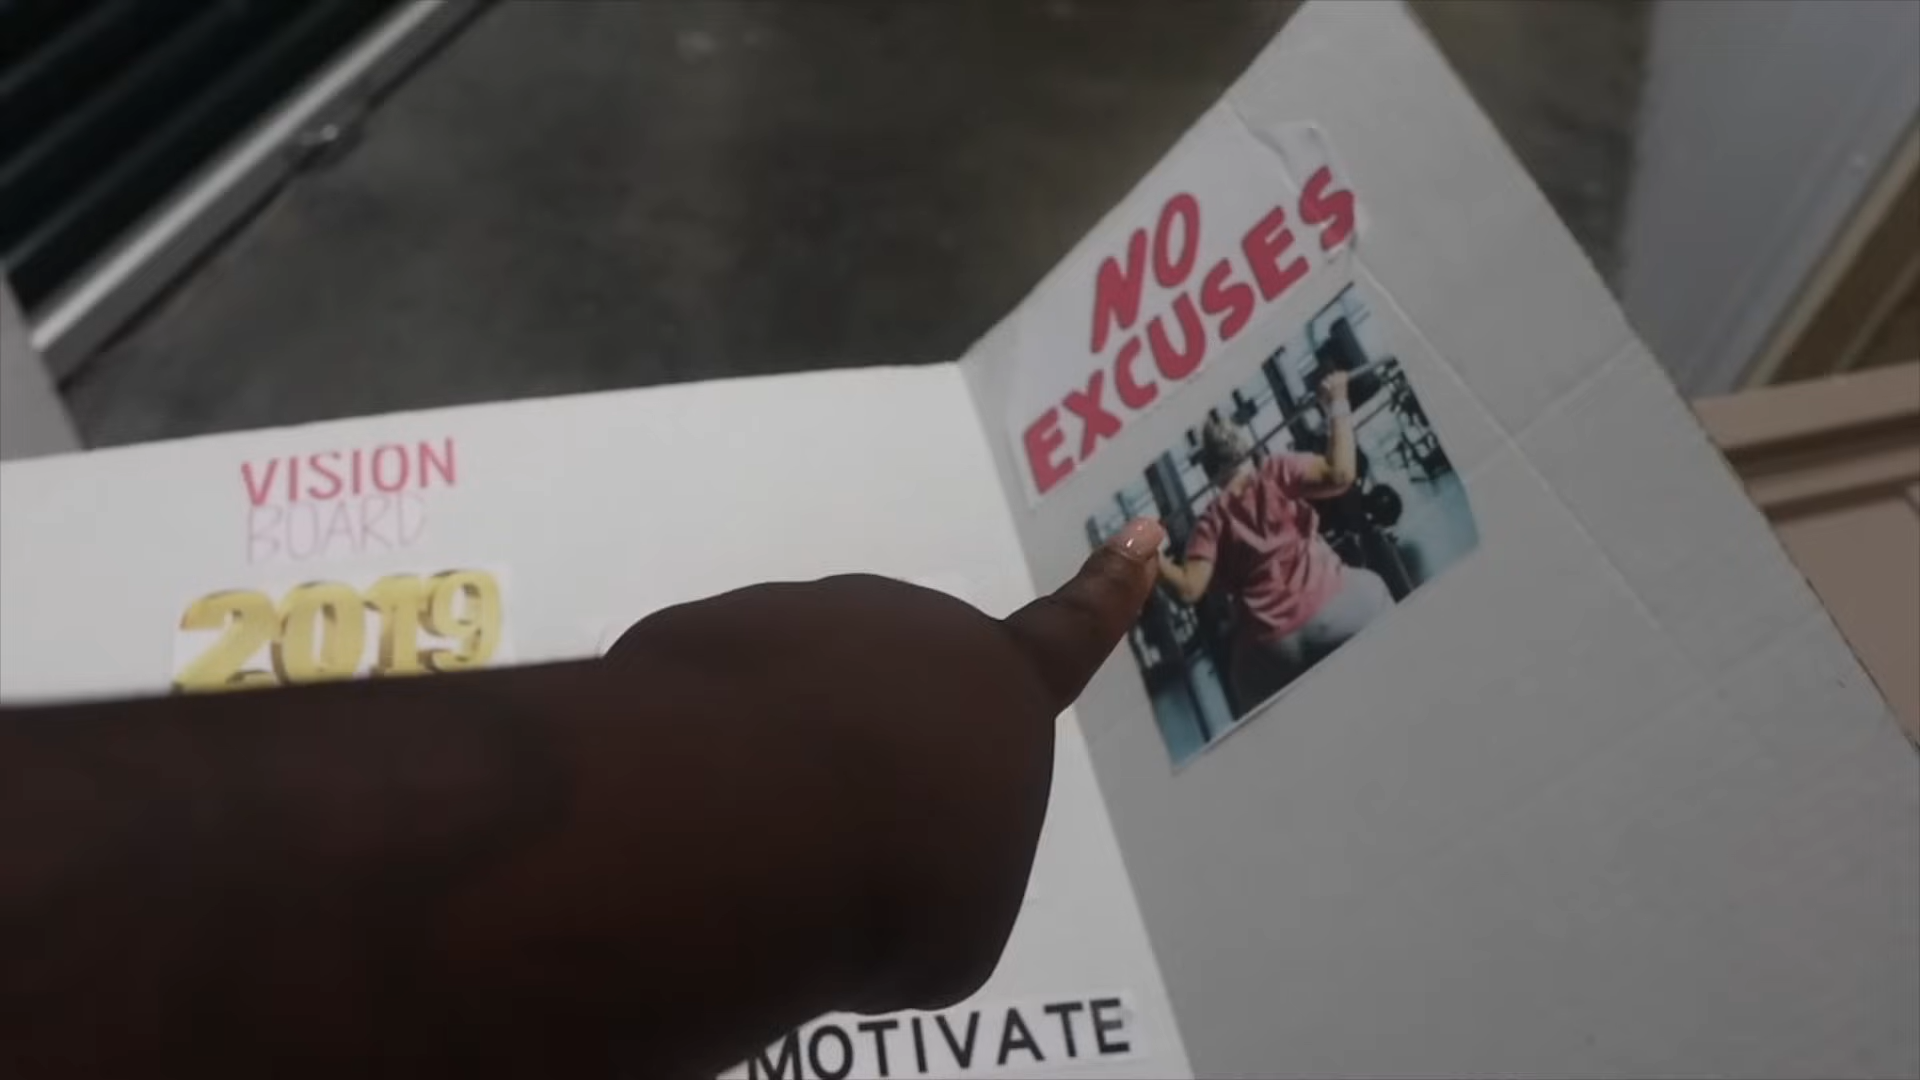 VISION
BOARD
2019
NO
EXCUSES
MOTIVATE